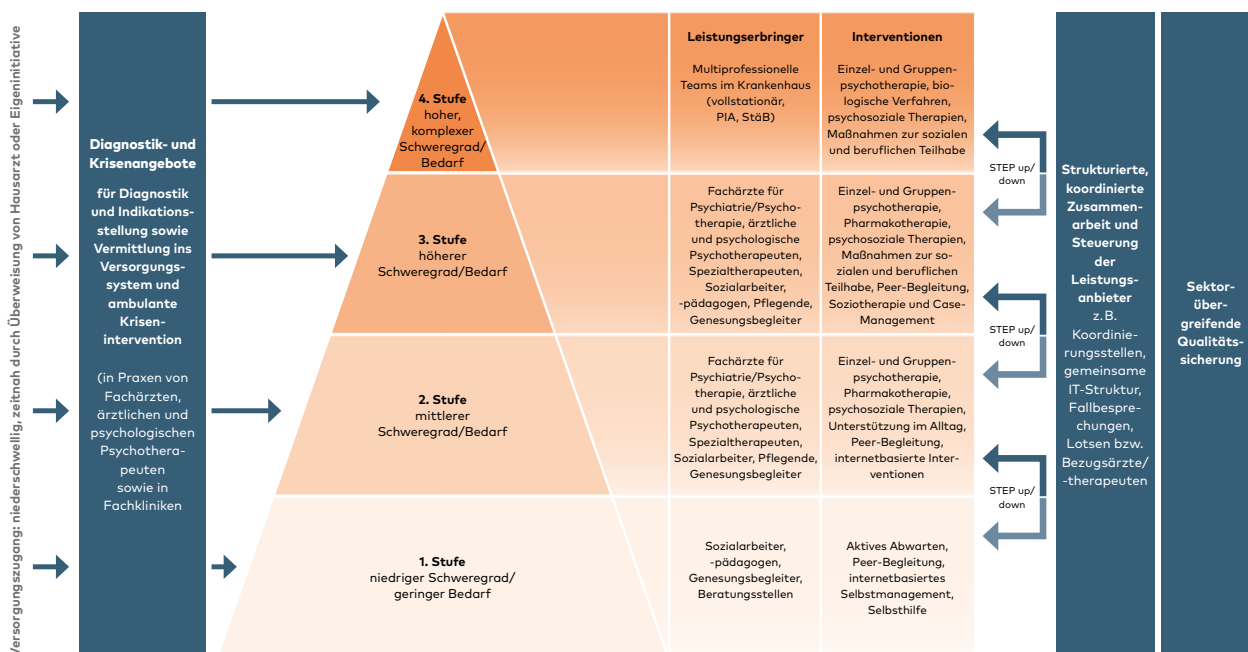 Versorgungszugang: niederschwellig, zeitnah durch Überweisung von Hausarzt oder Eigeninitiative
Diagnostik- und
Krisenangebote
für Diagnostik
und Indikations-
stellung sowie
Vermittlung ins
Versorgungs-
system und
ambulante
Krisen-
intervention
(in Praxen von
Fachärzten,
ärztlichen und
psychologischen
Psychothera-
peuten
sowie in
Fachkliniken
4. Stufe
hoher,
komplexer
Schweregrad/
Bedarf
3. Stufe
höherer
Schweregrad/Bedarf
2. Stufe
mittlerer
Schweregrad/Bedarf
1. Stufe
niedriger Schweregrad/
geringer Bedarf
Leistungserbringer
Multiprofessionelle
Teams im Krankenhaus
(vollstationär,
PIA, StäB)
Fachärzte für
Psychiatrie/Psycho-
therapie, ärztliche
und psychologische
Psychotherapeuten,
Spezialtherapeuten,
Sozialarbeiter,
-pädagogen, Pflegende,
Genesungsbegleiter
Fachärzte für
Psychiatrie/Psycho-
therapie, ärztliche
und psychologische
Psychotherapeuten,
Spezialtherapeuten,
Sozialarbeiter, Pflegende,
Genesungsbegleiter
Sozialarbeiter,
-pädagogen,
Genesungsbegleiter,
Beratungsstellen
Interventionen
Einzel- und Gruppen-
psychotherapie, bio-
logische Verfahren,
psychosoziale Therapien,
Maßnahmen zur sozialen
und beruflichen Teilhabe
Einzel- und Gruppen-
psychotherapie,
Pharmakotherapie,
psychosoziale Therapien,
Maßnahmen zur so-
zialen und beruflichen
Teilhabe, Peer-Begleitung,
Soziotherapie und Case-
Management
Einzel- und Gruppen-
psychotherapie,
Pharmakotherapie,
psychosoziale Therapien,
Unterstützung im Alltag,
Peer-Begleitung,
internetbasierte Inter-
ventionen
Aktives Abwarten,
Peer-Begleitung,
internetbasiertes
Selbstmanagement,
Selbsthilfe
STEP up/
down
STEP up/
down
STEP up/
down
Strukturierte,
koordinierte
Zusammen-
arbeit und
Steuerung
der
Leistungs-
anbieter
z. B.
Koordinie-
rungsstellen,
gemeinsame
IT-Struktur,
Fallbespre-
chungen,
Lotsen bzw.
Bezugsärzte/
-therapeuten
Sektor-
über-
greifende
Qualitäts-
sicherung